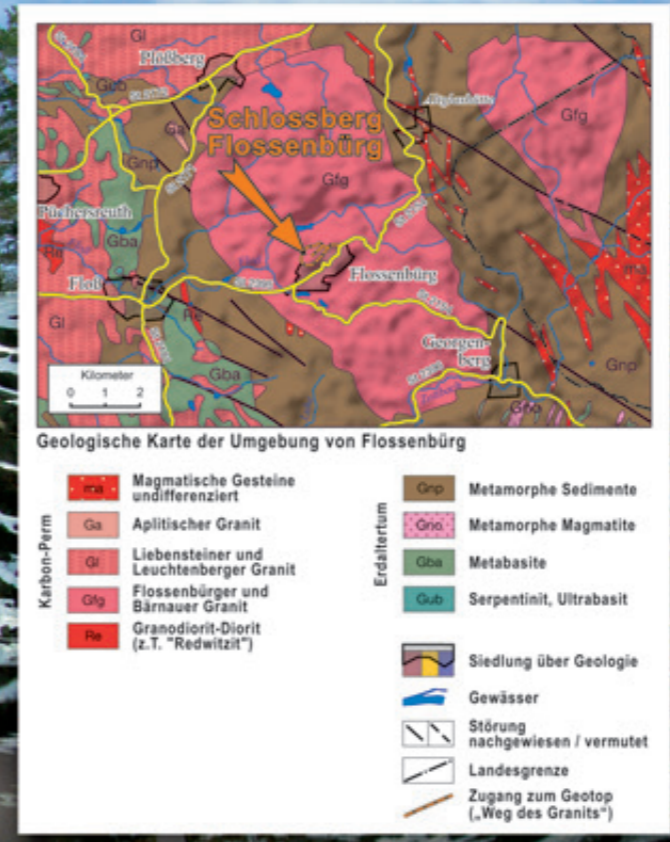 Gl
Plößberg
Gub
Ga
Schlossberg
Flossenbürg
Gfg
Gfg
Gnp
Püchersreuth
Gba
Re
Floß
Flossenbürg
ma
Gl
Re
Georgen-
berg
Gba
Gnp
Gno
Kilometer
0 1 2
Geologische Karte der Umgebung von Flossenbürg
Karbon-Perm
ma Magmatische Gesteine
undifferenziert
Ga Aplitischer Granit
Gl Liebensteiner und
Leuchtenberger Granit
Gfg Flossenbürger und
Bärnauer Granit
Re Granodiorit-Diorit
(z.T. "Redwitzit")
Erdaltertum
Gnp Metamorphe Sedimente
Gno Metamorphe Magmatite
Gba Metabasite
Gub Serpentinit, Ultrabasit
Siedlung über Geologie
Gewässer
Störung
nachgewiesen / vermutet
Landesgrenze
Zugang zum Geotop
(„Weg des Granits“)